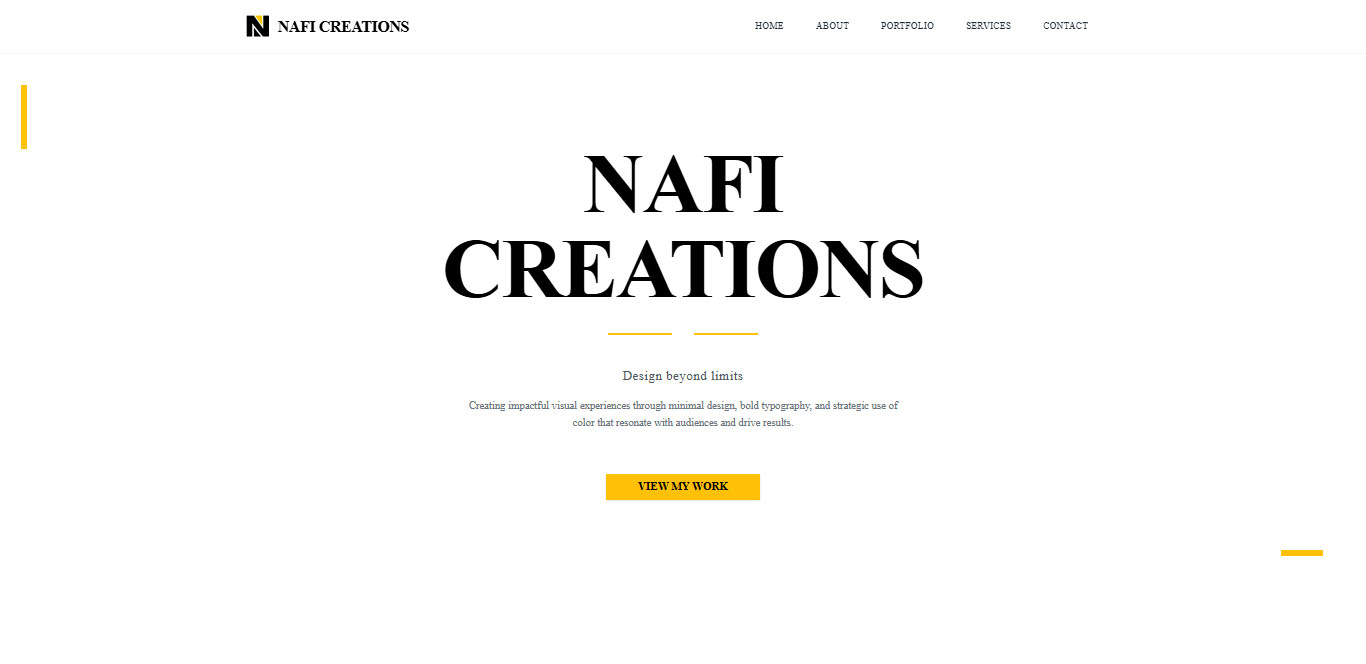 NAFI CREATIONS
HOME ABOUT PORTFOLIO SERVICES CONTACT
NAFI
CREATIONS
Design beyond limits
Creating impactful visual experiences through minimal design, bold typography, and strategic use of
color that resonate with audiences and drive results.
VIEW MY WORK